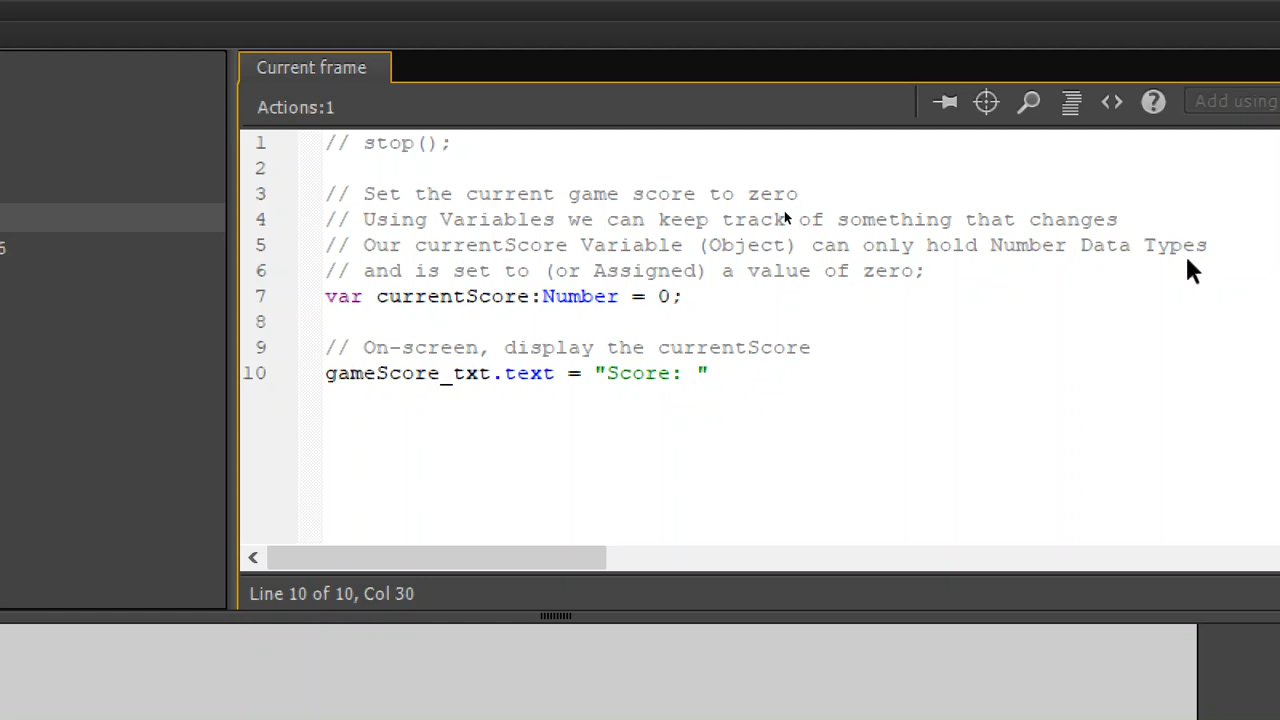 Current frame
Actions:1
Add using
1 // stop();
2
3 // Set the current game score to zero
4 // Using Variables we can keep track of something that changes
5 // Our currentScore Variable (Object) can only hold Number Data Types
6 // and is set to (or Assigned) a value of zero;
7 var currentScore:Number = 0;
8
9 // On-screen, display the currentScore
10 gameScore_txt.text = "Score: "
Line 10 of 10, Col 30